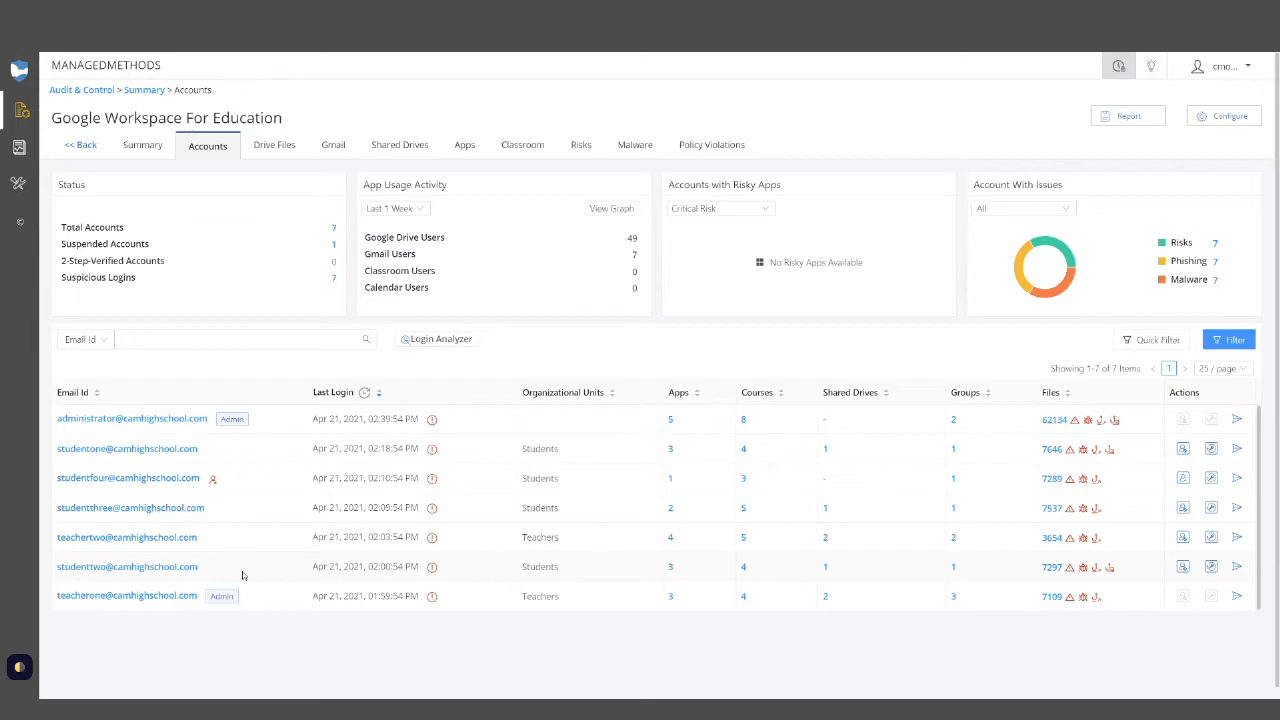 MANAGEDMETHODS
cmo...
Audit & Control > Summary > Accounts
Google Workspace For Education
Report
Configure
<< Back
Summary
Accounts
Drive Files
Gmail
Shared Drives
Apps
Classroom
Risks
Malware
Policy Violations
Status
Total Accounts 7
Suspended Accounts 1
2-Step-Verified Accounts 0
Suspicious Logins 7
App Usage Activity
Last 1 Week
View Graph
Google Drive Users 49
Gmail Users 7
Classroom Users 0
Calendar Users 0
Accounts with Risky Apps
Critical Risk
No Risky Apps Available
Account With Issues
All
Risks 7
Phishing 7
Malware 7
Email Id
Login Analyzer
Quick Filter
Filter
Showing 1-7 of 7 Items < 1 > 25 / page
Email Id Last Login Organizational Units Apps Courses Shared Drives Groups Files Actions
administrator@camhighschool.com Admin Apr 21, 2021, 02:39:54 PM 5 8 - 2 62134
studentone@camhighschool.com Apr 21, 2021, 02:18:54 PM Students 3 4 1 1 7646
studentfour@camhighschool.com Apr 21, 2021, 02:10:54 PM Students 1 3 - 1 7289
studentthree@camhighschool.com Apr 21, 2021, 02:09:54 PM Students 2 5 1 1 7537
teachertwo@camhighschool.com Apr 21, 2021, 02:03:54 PM Teachers 4 5 2 2 3654
studenttwo@camhighschool.com Apr 21, 2021, 02:00:54 PM Students 3 4 1 1 7297
teacherone@camhighschool.com Admin Apr 21, 2021, 01:59:54 PM Teachers 3 4 2 3 7109